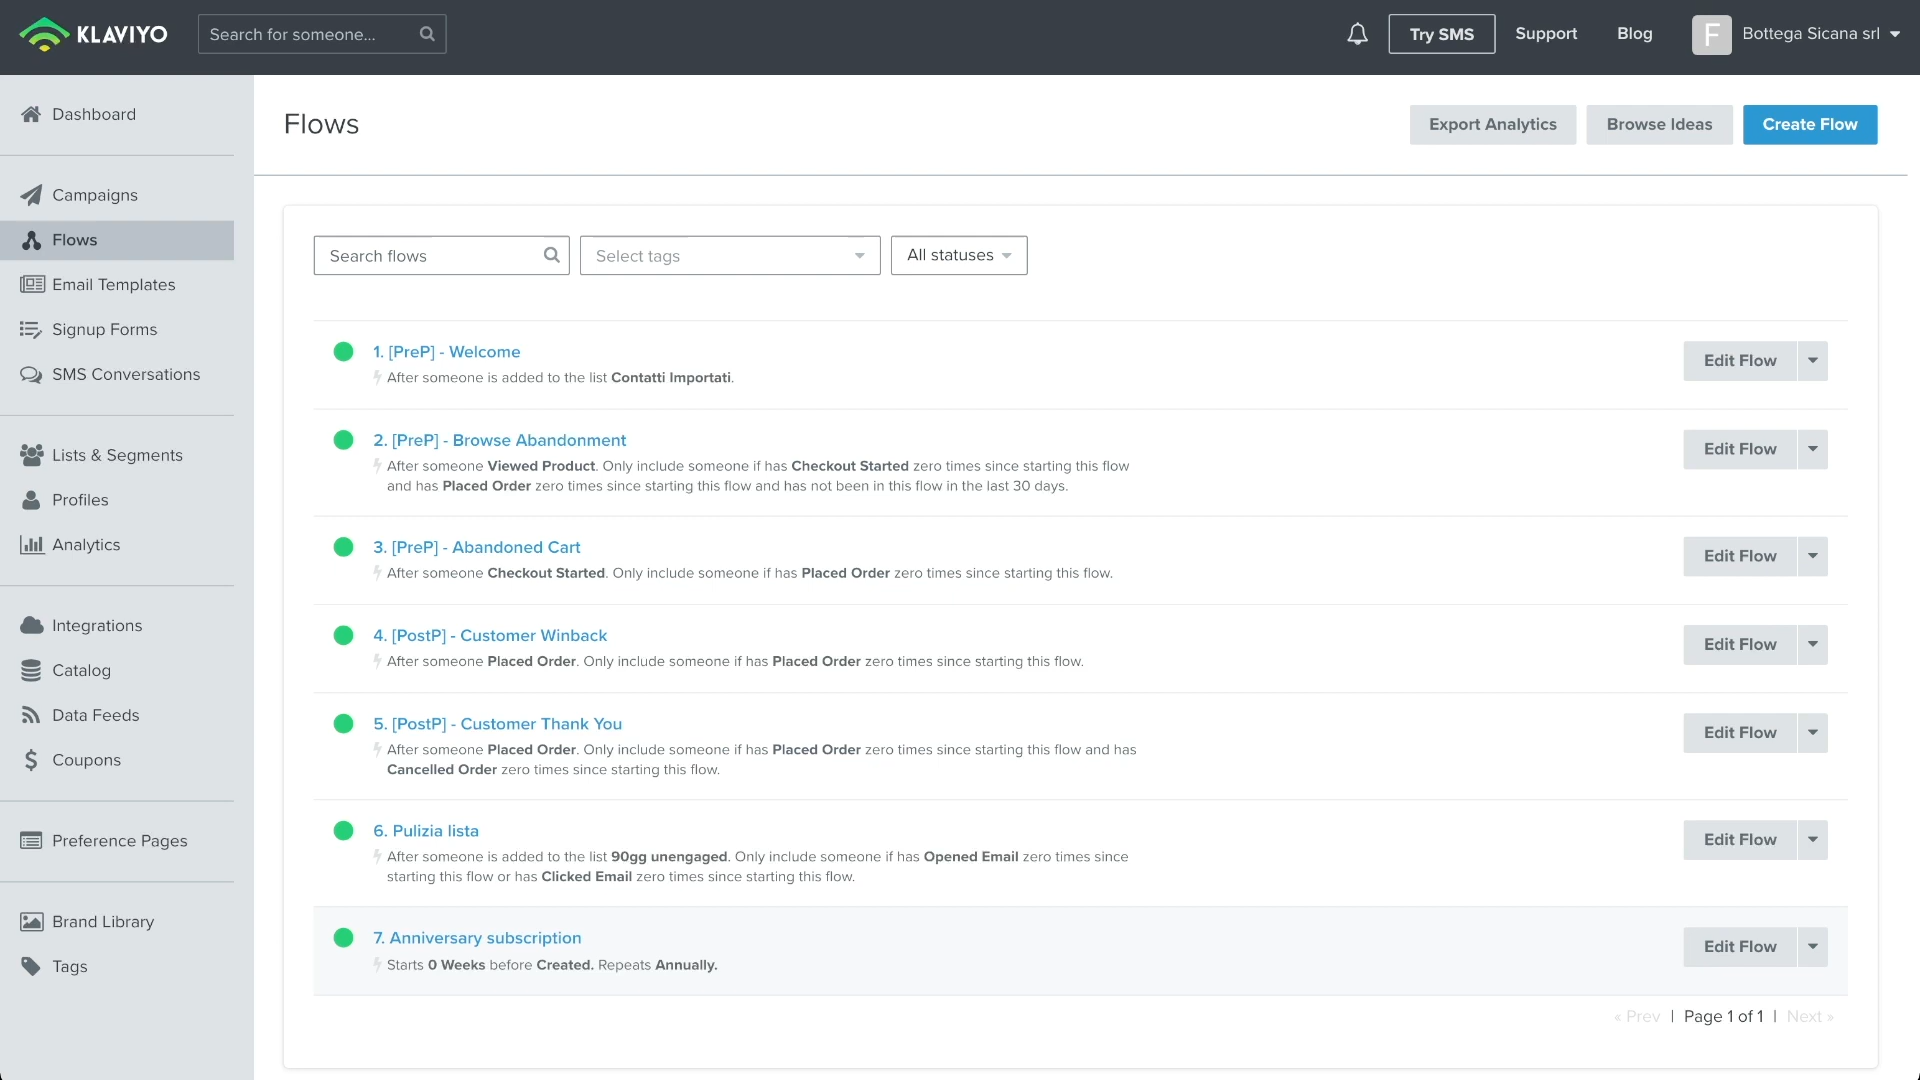 KLAVIYO
Search for someone...
Try SMS
Support
Blog
F
Bottega Sicana srl
Dashboard
Campaigns
Flows
Email Templates
Signup Forms
SMS Conversations
Lists & Segments
Profiles
Analytics
Integrations
Catalog
Data Feeds
Coupons
Preference Pages
Brand Library
Tags
Flows
Export Analytics
Browse Ideas
Create Flow
Search flows
Select tags
All statuses
1. [PreP] - Welcome
After someone is added to the list Contatti Importati.
Edit Flow
2. [PreP] - Browse Abandonment
After someone Viewed Product. Only include someone if has Checkout Started zero times since starting this flow
and has Placed Order zero times since starting this flow and has not been in this flow in the last 30 days.
Edit Flow
3. [PreP] - Abandoned Cart
After someone Checkout Started. Only include someone if has Placed Order zero times since starting this flow.
Edit Flow
4. [PostP] - Customer Winback
After someone Placed Order. Only include someone if has Placed Order zero times since starting this flow.
Edit Flow
5. [PostP] - Customer Thank You
After someone Placed Order. Only include someone if has Placed Order zero times since starting this flow and has
Cancelled Order zero times since starting this flow.
Edit Flow
6. Pulizia lista
After someone is added to the list 90gg unengaged. Only include someone if has Opened Email zero times since
starting this flow or has Clicked Email zero times since starting this flow.
Edit Flow
7. Anniversary subscription
Starts 0 Weeks before Created. Repeats Annually.
Edit Flow
« Prev | Page 1 of 1 | Next »